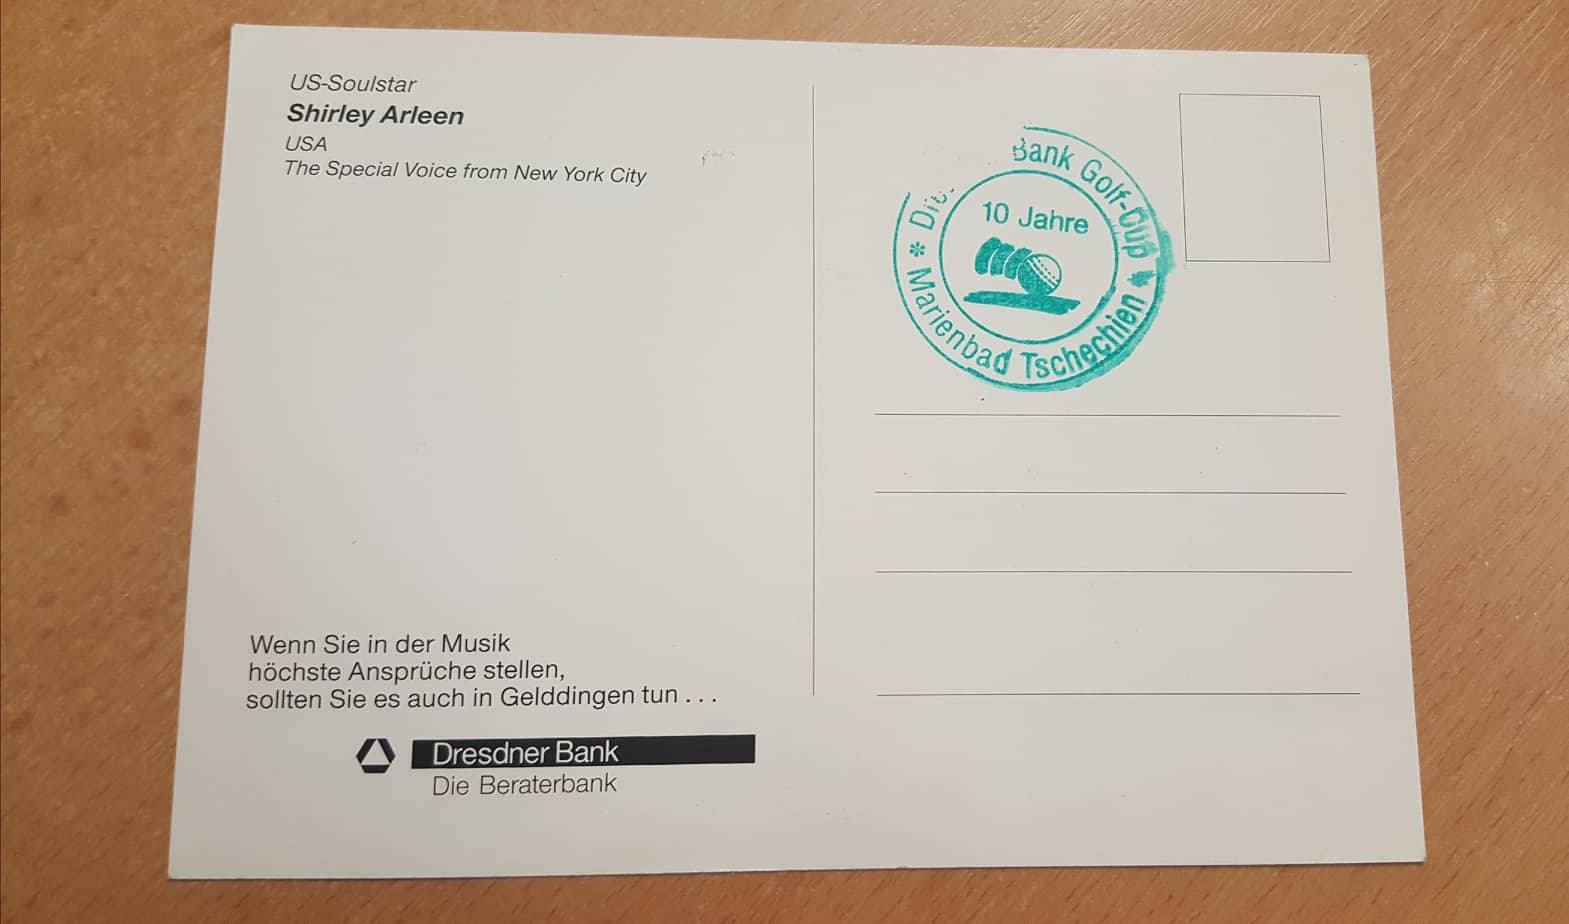 US-Soulstar
Shirley Arleen
USA
The Special Voice from New York City
Wenn Sie in der Musik
höchste Ansprüche stellen,
sollten Sie es auch in Gelddingen tun . . .
Dresdner Bank
Die Beraterbank
Bank Golf-Cup
10 Jahre
* Marienbad Tschechien *